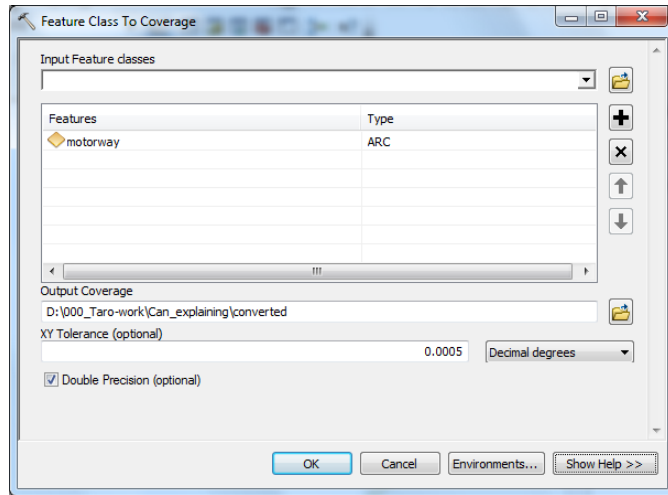 Feature Class To Coverage
Input Feature classes
Features Type
motorway ARC
Output Coverage
D:\000_Taro-work\Can_explaining\converted
XY Tolerance (optional)
0.0005 Decimal degrees
Double Precision (optional)
OK Cancel Environments... Show Help >>